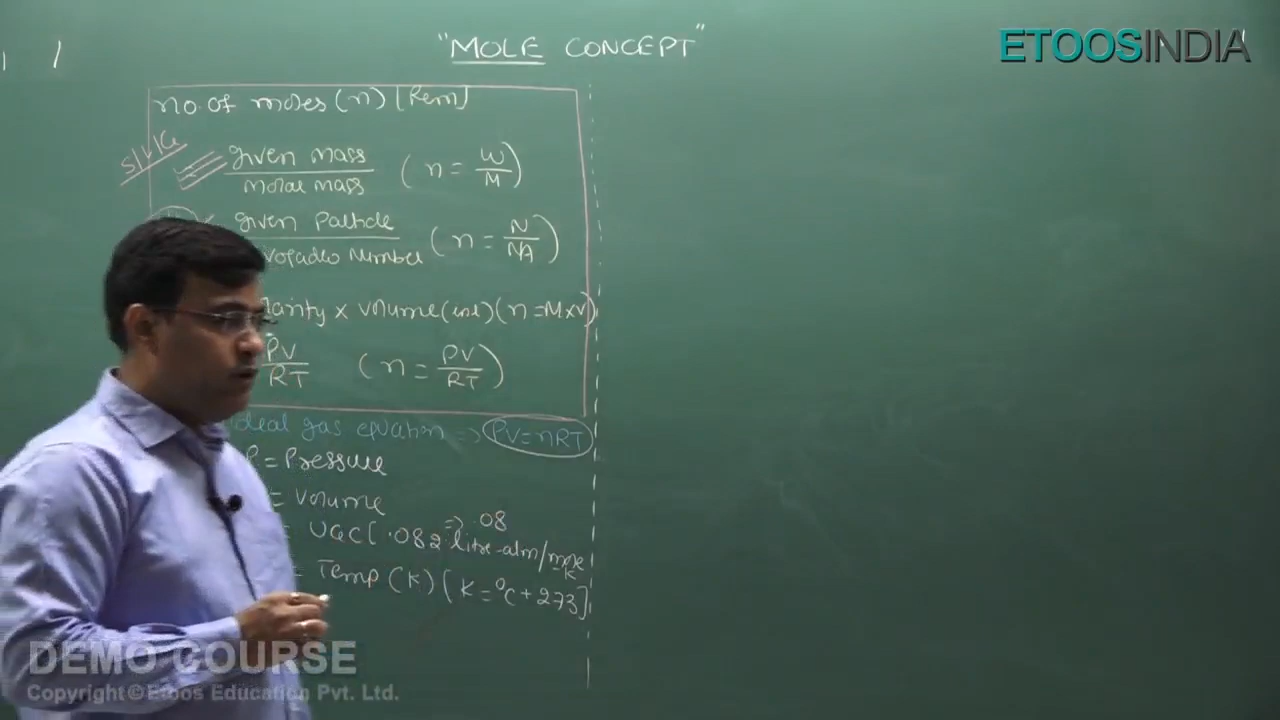 "MOLE CONCEPT"
ETOOSINDIA
no. of moles (n) [Rem]
given mass
molar mass
(n = W/M)
given Particle
Number
(n = N/NA)
larity x volume (in l) (n = M x V)
PV/RT (n = PV/RT)
ideal gas equation => PV = nRT
P = Pressure
= volume
=> .08
UGC [ .082 litre-atm/mole
K
= Temp (K) [K = °C + 273]
DEMO COURSE
Copyright©Etoos Education Pvt. Ltd.